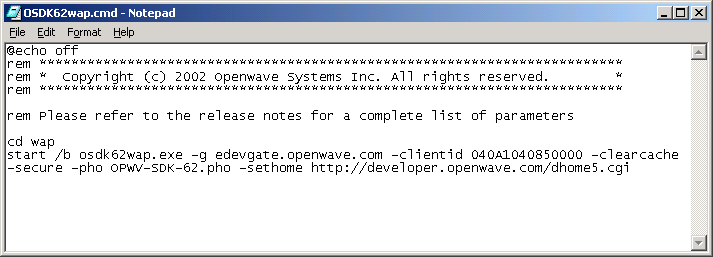 OSDK62wap.cmd - Notepad
File Edit Format Help
@echo off
rem *************************************************************************
rem *  Copyright (c) 2002 Openwave Systems Inc. All rights reserved.        *
rem *************************************************************************
rem Please refer to the release notes for a complete list of parameters
cd wap
start /b osdk62wap.exe -g edevgate.openwave.com -clientid 040A1040850000 -clearcache
-secure -pho OPWV-SDK-62.pho -sethome http://developer.openwave.com/dhome5.cgi